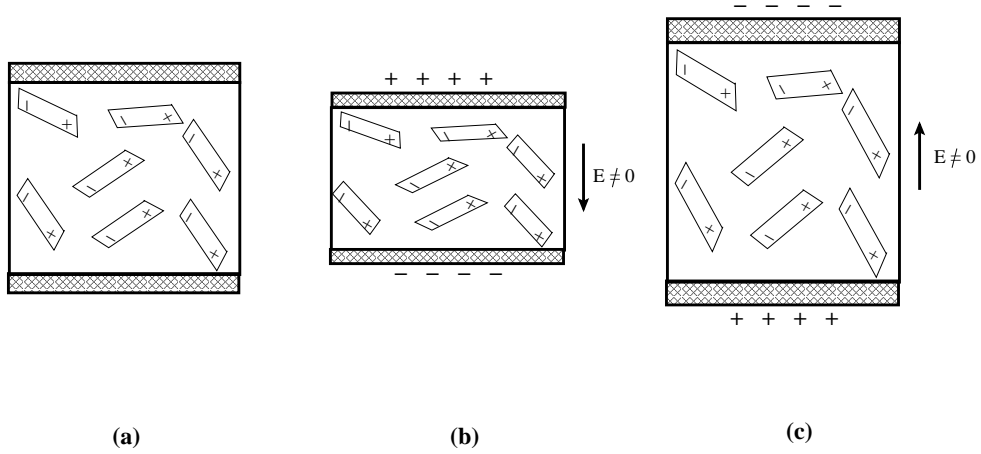 − − − −
+ + + +
E ≠ 0
− − − −
E ≠ 0
+ + + +
(a)
(b)
(c)